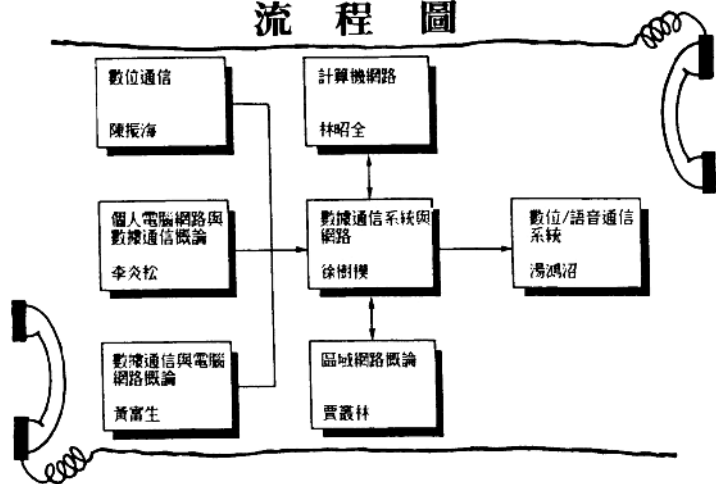 流程圖
數位通信
陳振海
計算機網路
林昭全
個人電腦網路與
數據通信概論
李炎松
數據通信系統與
網路
徐樹樸
數位/語音通信
系統
湯鴻沼
數據通信與電腦
網路概論
黃富生
區域網路概論
賈叢林